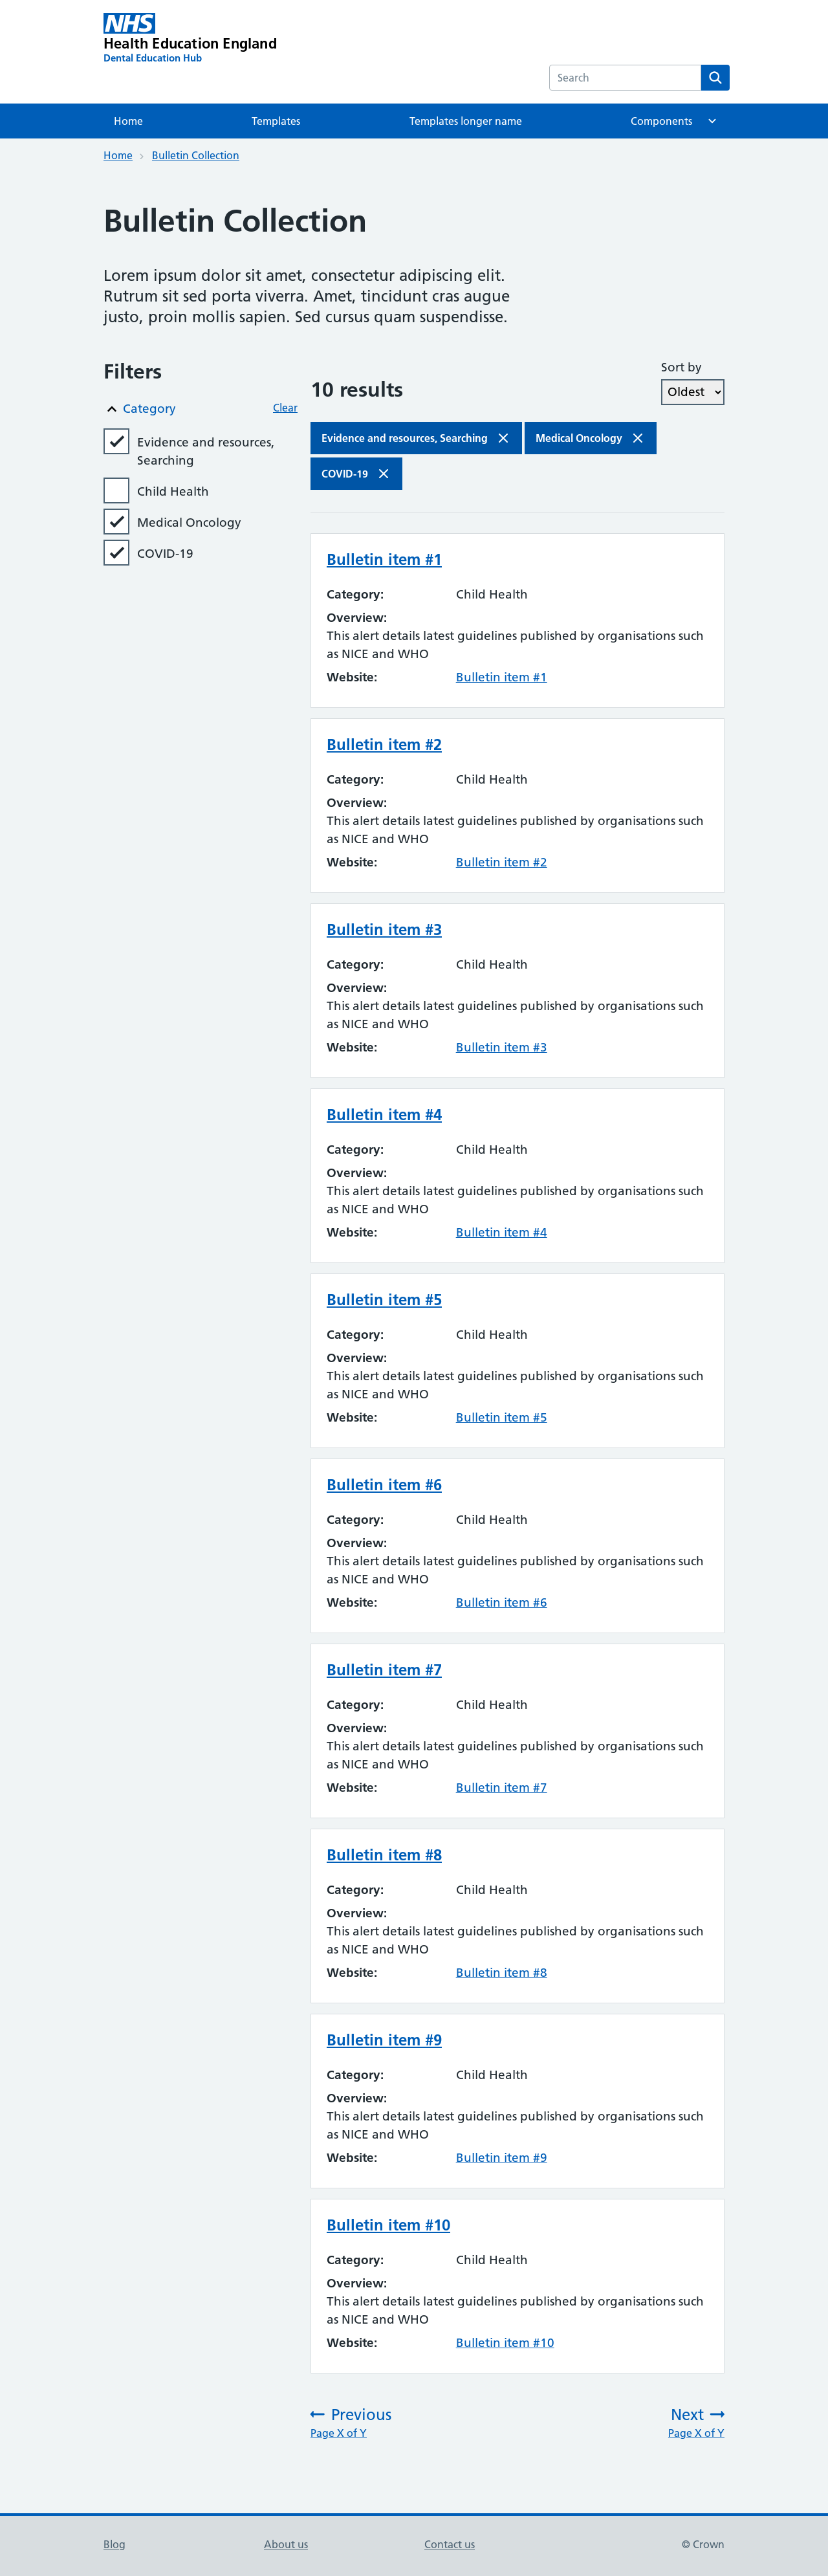 NHS
Health Education England
Dental Education Hub
Search
Home
Templates
Templates longer name
Components
Home
Bulletin Collection
Bulletin Collection
Lorem ipsum dolor sit amet, consectetur adipiscing elit.
Rutrum sit sed porta viverra. Amet, tincidunt cras augue
justo, proin mollis sapien. Sed cursus quam suspendisse.
Filters
Category
Clear
Evidence and resources,
Searching
Child Health
Medical Oncology
COVID-19
10 results
Sort by
Oldest
Evidence and resources, Searching
Medical Oncology
COVID-19
Bulletin item #1
Category: Child Health
Overview:
This alert details latest guidelines published by organisations such
as NICE and WHO
Website: Bulletin item #1
Bulletin item #2
Category: Child Health
Overview:
This alert details latest guidelines published by organisations such
as NICE and WHO
Website: Bulletin item #2
Bulletin item #3
Category: Child Health
Overview:
This alert details latest guidelines published by organisations such
as NICE and WHO
Website: Bulletin item #3
Bulletin item #4
Category: Child Health
Overview:
This alert details latest guidelines published by organisations such
as NICE and WHO
Website: Bulletin item #4
Bulletin item #5
Category: Child Health
Overview:
This alert details latest guidelines published by organisations such
as NICE and WHO
Website: Bulletin item #5
Bulletin item #6
Category: Child Health
Overview:
This alert details latest guidelines published by organisations such
as NICE and WHO
Website: Bulletin item #6
Bulletin item #7
Category: Child Health
Overview:
This alert details latest guidelines published by organisations such
as NICE and WHO
Website: Bulletin item #7
Bulletin item #8
Category: Child Health
Overview:
This alert details latest guidelines published by organisations such
as NICE and WHO
Website: Bulletin item #8
Bulletin item #9
Category: Child Health
Overview:
This alert details latest guidelines published by organisations such
as NICE and WHO
Website: Bulletin item #9
Bulletin item #10
Category: Child Health
Overview:
This alert details latest guidelines published by organisations such
as NICE and WHO
Website: Bulletin item #10
Previous
Page X of Y
Next
Page X of Y
Blog
About us
Contact us
© Crown